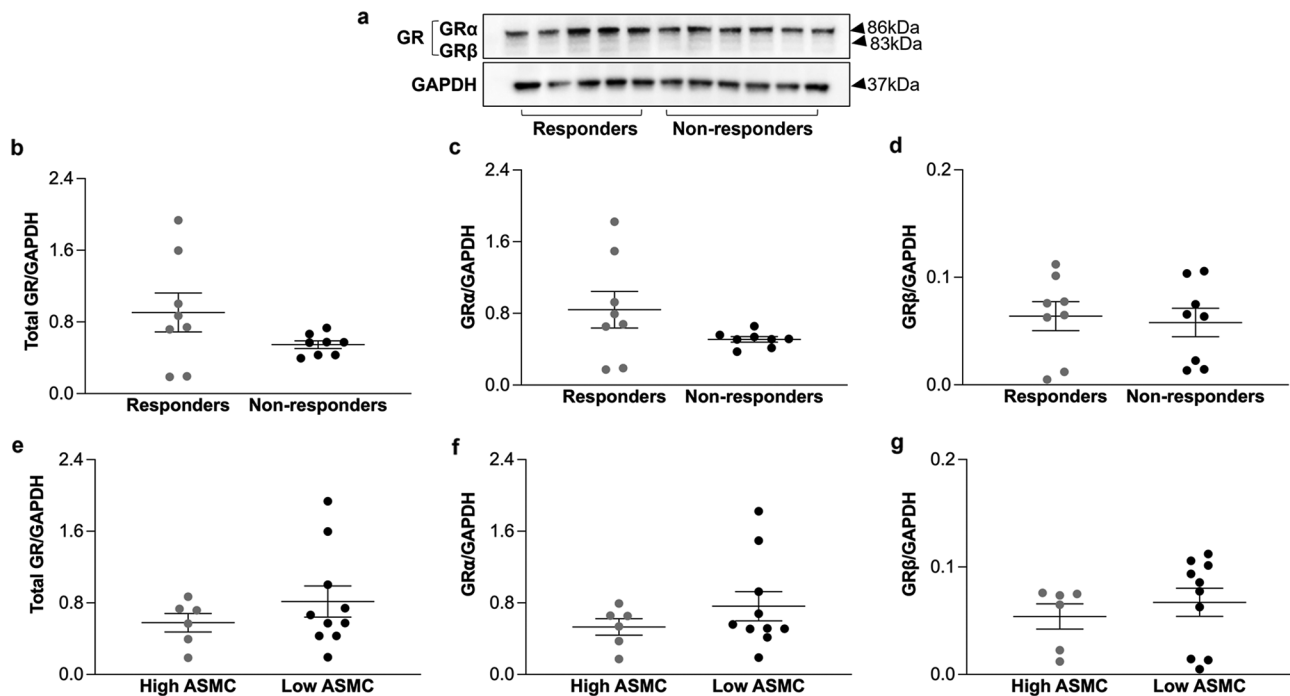 a
GR
GRα
GRβ
86kDa
83kDa
GAPDH
37kDa
Responders
Non-responders
b
Total GR/GAPDH
2.4
1.6
0.8
0.0
Responders
Non-responders
c
GRα/GAPDH
2.4
1.6
0.8
0.0
Responders
Non-responders
d
GRβ/GAPDH
0.2
0.1
0.0
Responders
Non-responders
e
Total GR/GAPDH
2.4
1.6
0.8
0.0
High ASMC
Low ASMC
f
GRα/GAPDH
2.4
1.6
0.8
0.0
High ASMC
Low ASMC
g
GRβ/GAPDH
0.2
0.1
0.0
High ASMC
Low ASMC